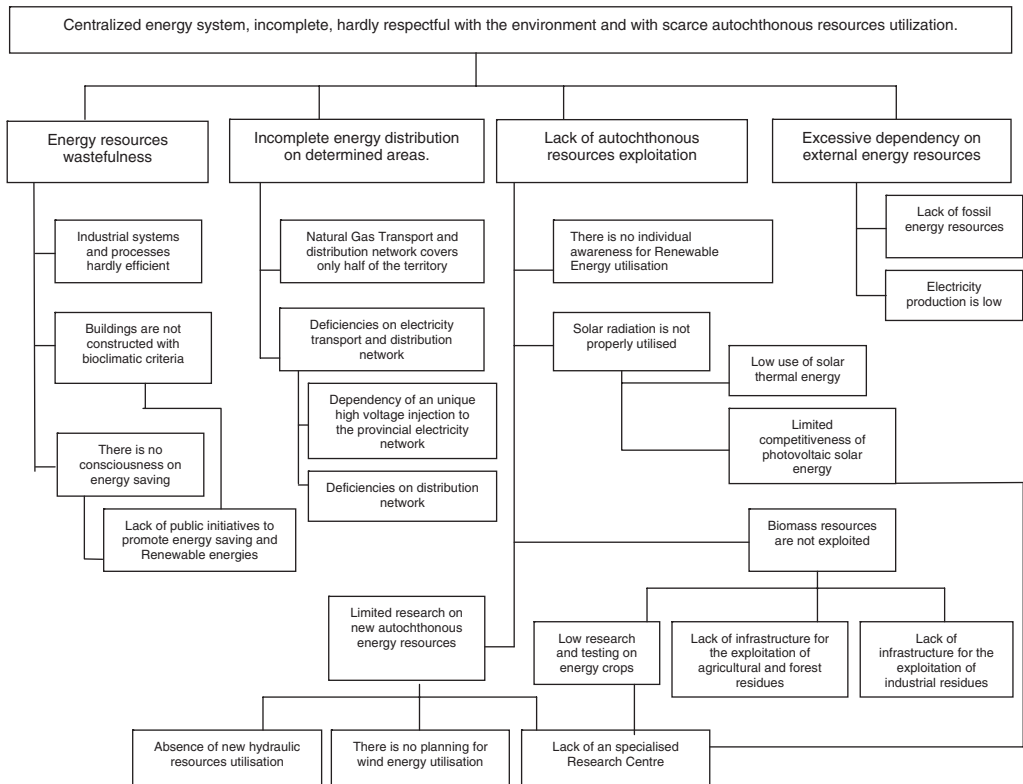 Centralized energy system, incomplete, hardly respectful with the environment and with scarce autochthonous resources utilization.
Energy resources
wastefulness
Incomplete energy distribution
on determined areas.
Lack of autochthonous
resources exploitation
Excessive dependency on
external energy resources
Industrial systems
and processes
hardly efficient
Natural Gas Transport and
distribution network covers
only half of the territory
There is no individual
awareness for Renewable
Energy utilisation
Lack of fossil
energy resources
Electricity
production is low
Buildings are not
constructed with
bioclimatic criteria
Deficiencies on electricity
transport and distribution
network
Solar radiation is not
properly utilised
Low use of solar
thermal energy
Dependency of an unique
high voltage injection to
the provincial electricity
network
Limited
competitiveness of
photovoltaic solar
energy
There is no
consciousness on
energy saving
Deficiencies on distribution
network
Lack of public initiatives to
promote energy saving and
Renewable energies
Biomass resources
are not exploited
Limited research on
new autochthonous
energy resources
Low research
and testing on
energy crops
Lack of infrastructure for
the exploitation of
agricultural and forest
residues
Lack of
infrastructure for the
exploitation of
industrial residues
Absence of new hydraulic
resources utilisation
There is no planning for
wind energy utilisation
Lack of an specialised
Research Centre